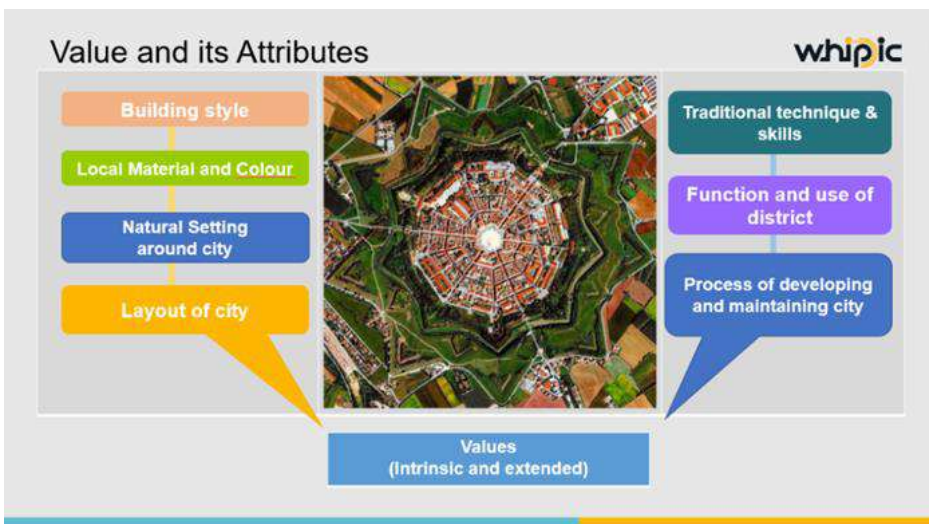 Value and its Attributes
whipic
Building style
Local Material and Colour
Natural Setting
around city
Layout of city
Traditional technique &
skills
Function and use of
district
Process of developing
and maintaining city
Values
(Intrinsic and extended)